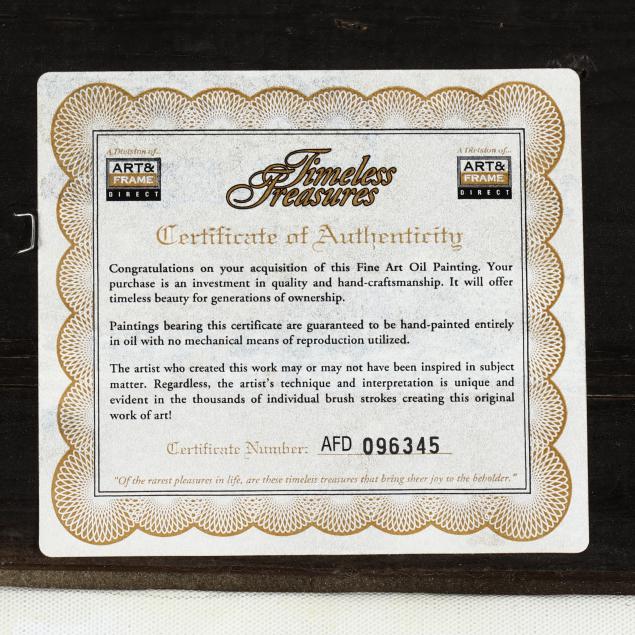 A Division of...
ART&
FRAME
DIRECT
Timeless
Treasures
A Division of...
ART&
FRAME
DIRECT
Certificate of Authenticity
Congratulations on your acquisition of this Fine Art Oil Painting. Your
purchase is an investment in quality and hand-craftsmanship. It will offer
timeless beauty for generations of ownership.
Paintings bearing this certificate are guaranteed to be hand-painted entirely
in oil with no mechanical means of reproduction utilized.
The artist who created this work may or may not have been inspired in subject
matter. Regardless, the artist's technique and interpretation is unique and
evident in the thousands of individual brush strokes creating this original
work of art!
Certificate Number: AFD 096345
"Of the rarest pleasures in life, are these timeless treasures that bring sheer joy to the beholder."